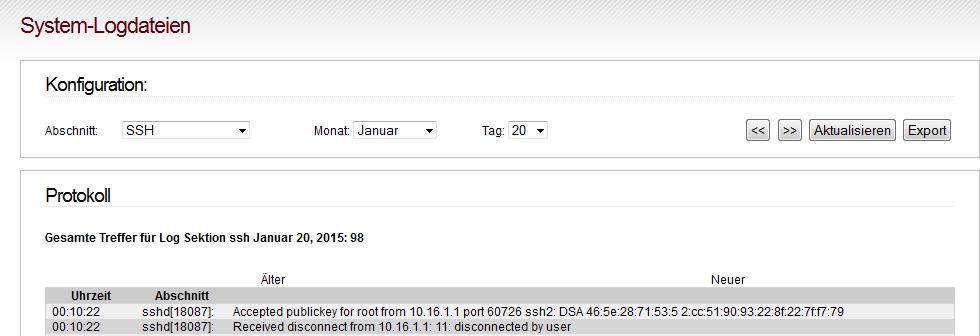 System-Logdateien
Konfiguration:
Abschnitt: SSH Monat: Januar Tag: 20 << >> Aktualisieren Export
Protokoll
Gesamte Treffer für Log Sektion ssh Januar 20, 2015: 98
Älter Neuer
Uhrzeit Abschnitt
00:10:22 sshd[18087]: Accepted publickey for root from 10.16.1.1 port 60726 ssh2: DSA 46:5e:28:71:53:5 2:cc:51:90:93:22:8f:22:7f:f7:79
00:10:22 sshd[18087]: Received disconnect from 10.16.1.1: 11: disconnected by user